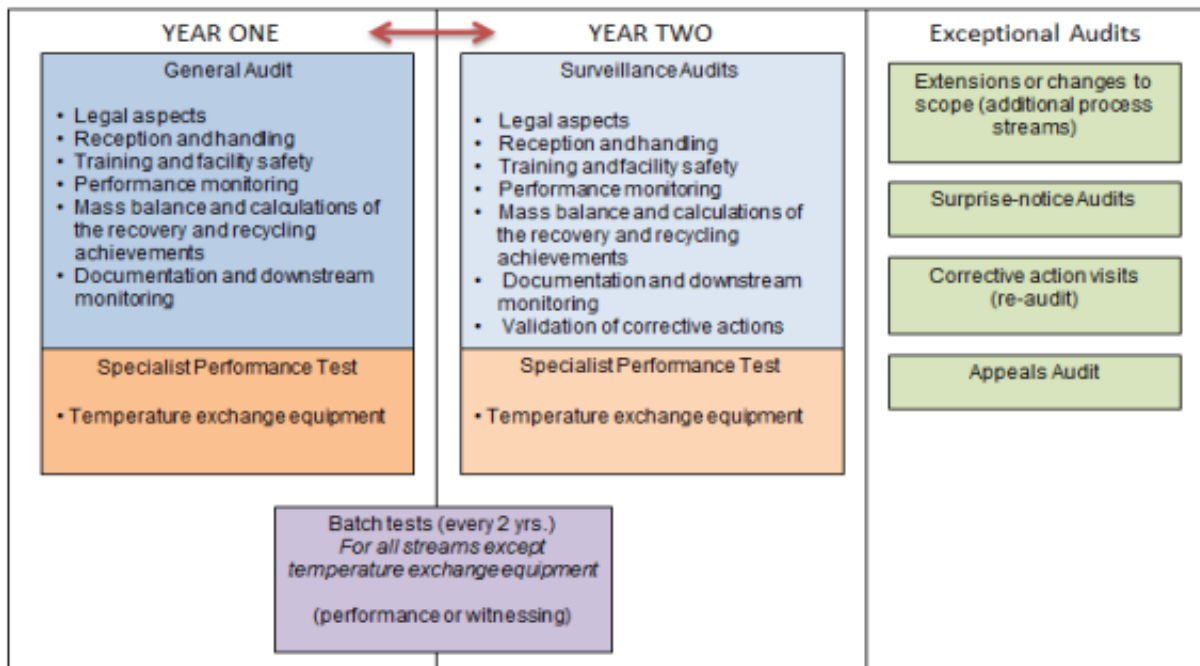 YEAR ONE
General Audit
• Legal aspects
• Reception and handling
• Training and facility safety
• Performance monitoring
• Mass balance and calculations of
the recovery and recycling
achievements
• Documentation and downstream
monitoring
Specialist Performance Test
• Temperature exchange equipment
YEAR TWO
Surveillance Audits
• Legal aspects
• Reception and handling
• Training and facility safety
• Performance monitoring
• Mass balance and calculations of
the recovery and recycling
achievements
• Documentation and downstream
monitoring
• Validation of corrective actions
Specialist Performance Test
• Temperature exchange equipment
Batch tests (every 2 yrs.)
For all streams except
temperature exchange equipment
(performance or witnessing)
Exceptional Audits
Extensions or changes to
scope (additional process
streams)
Surprise-notice Audits
Corrective action visits
(re-audit)
Appeals Audit